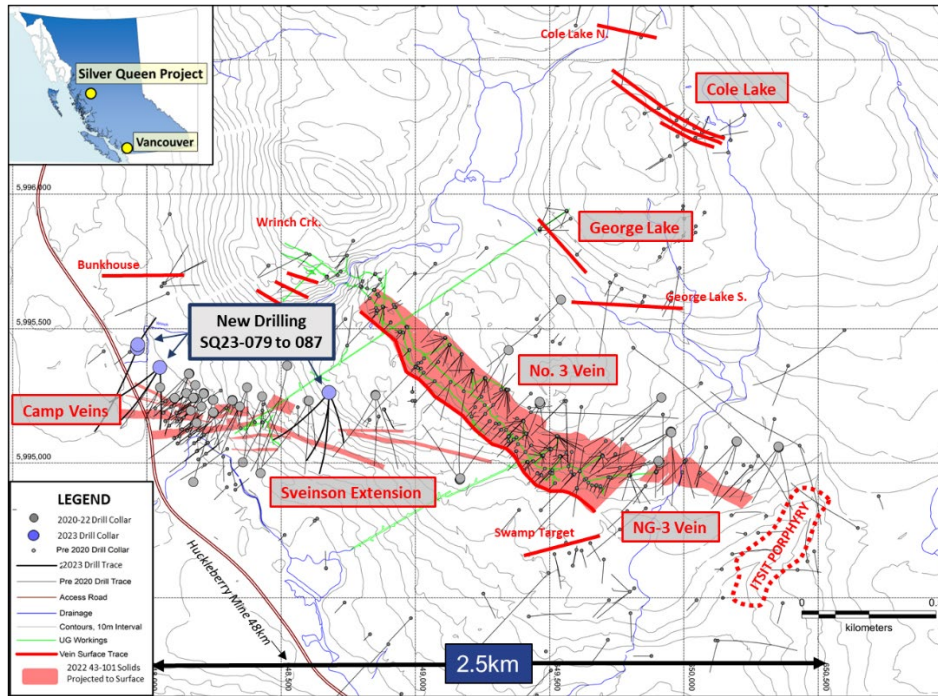 Silver Queen Project
Vancouver
Cole Lake N.
Cole Lake
5,996,000
Wrinch Crk.
George Lake
Bunkhouse
George Lake S.
New Drilling
SQ23-079 to 087
5,995,500
No. 3 Vein
Camp Veins
5,995,000
Sveinson Extension
NG-3 Vein
Swamp Target
ITSIT PORPHYRY
Huckleberry Mine 48km
LEGEND
2020-22 Drill Collar
2023 Drill Collar
Pre 2020 Drill Collar
2023 Drill Trace
Pre 2020 Drill Trace
Access Road
Drainage
Contours, 10m Interval
UG Workings
Vein Surface Trace
2022 43-101 Solids
Projected to Surface
kilometers
2.5km